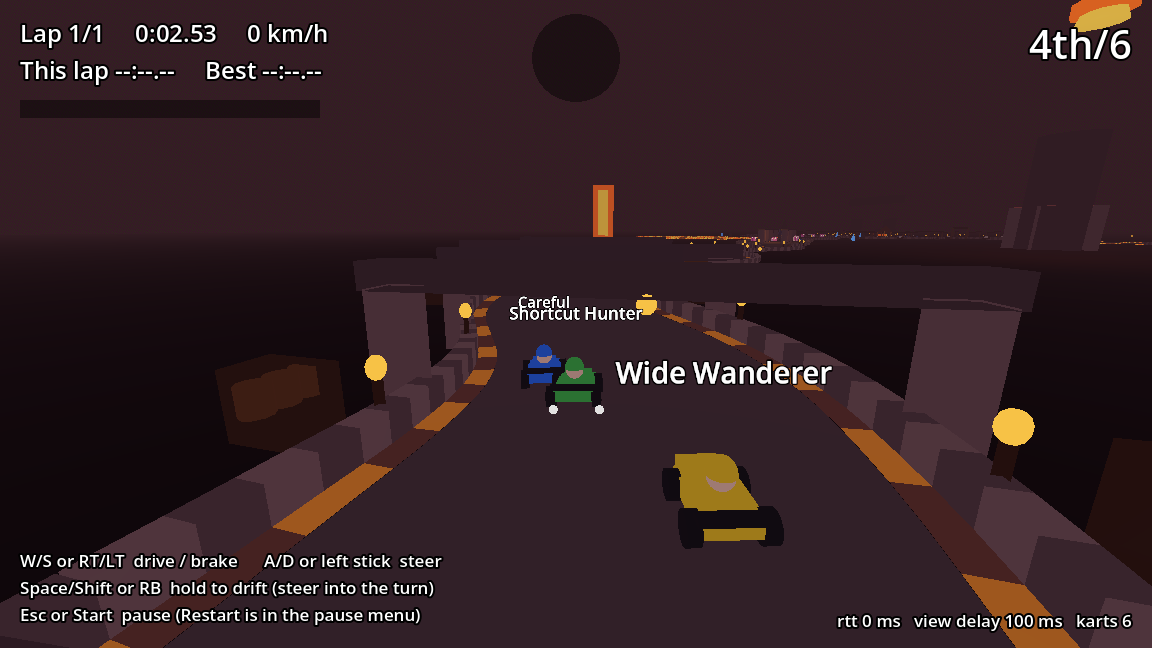 Lap 1/1 0:02.53 0 km/h
4th/6
This lap --:--.-- Best --:--.--
Careful
Shortcut Hunter
Wide Wanderer
W/S or RT/LT drive / brake A/D or left stick steer
Space/Shift or RB hold to drift (steer into the turn)
Esc or Start pause (Restart is in the pause menu)
rtt 0 ms view delay 100 ms karts 6